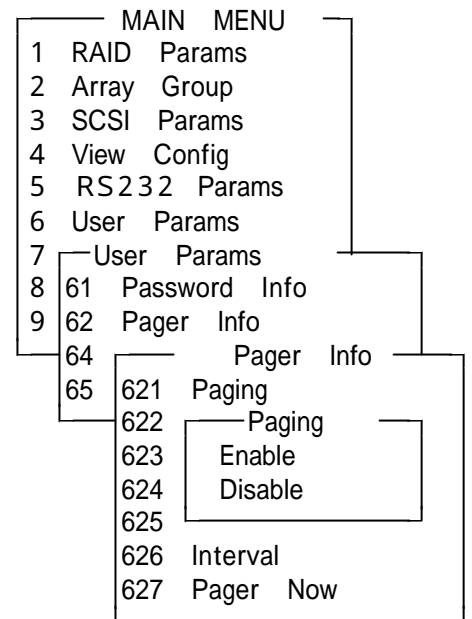 MAIN MENU
1 RAID Params
2 Array Group
3 SCSI Params
4 View Config
5 RS232 Params
6 User Params
7 User Params
8 61 Password Info
9 62 Pager Info
64 Pager Info
65 621 Paging
622 Paging
623 Enable
624 Disable
625
626 Interval
627 Pager Now